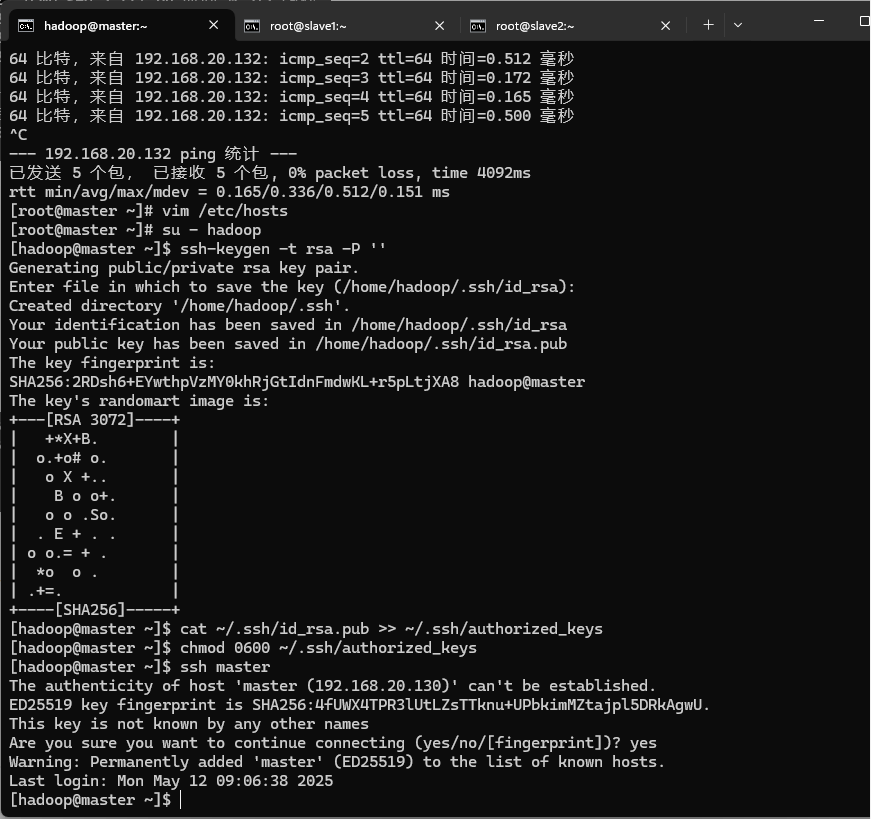 hadoop@master:~
root@slave1:~
root@slave2:~
64 比特，来自 192.168.20.132: icmp_seq=2 ttl=64 时间=0.512 毫秒
64 比特，来自 192.168.20.132: icmp_seq=3 ttl=64 时间=0.172 毫秒
64 比特，来自 192.168.20.132: icmp_seq=4 ttl=64 时间=0.165 毫秒
64 比特，来自 192.168.20.132: icmp_seq=5 ttl=64 时间=0.500 毫秒
^C
--- 192.168.20.132 ping 统计 ---
已发送 5 个包， 已接收 5 个包, 0% packet loss, time 4092ms
rtt min/avg/max/mdev = 0.165/0.336/0.512/0.151 ms
[root@master ~]# vim /etc/hosts
[root@master ~]# su - hadoop
[hadoop@master ~]$ ssh-keygen -t rsa -P ''
Generating public/private rsa key pair.
Enter file in which to save the key (/home/hadoop/.ssh/id_rsa):
Created directory '/home/hadoop/.ssh'.
Your identification has been saved in /home/hadoop/.ssh/id_rsa
Your public key has been saved in /home/hadoop/.ssh/id_rsa.pub
The key fingerprint is:
SHA256:2RDsh6+EYwthpVzMY0khRjGtIdnFmdwKL+r5pLtjXA8 hadoop@master
The key's randomart image is:
+---[RSA 3072]----+
|   +*X+B.        |
|  o.+o# o.       |
|   o X +..       |
|    B o o+.      |
|   o o .So.      |
|  . E + . .      |
| o o.= + .       |
|  *o  o .        |
| .+=.            |
+----[SHA256]-----+
[hadoop@master ~]$ cat ~/.ssh/id_rsa.pub >> ~/.ssh/authorized_keys
[hadoop@master ~]$ chmod 0600 ~/.ssh/authorized_keys
[hadoop@master ~]$ ssh master
The authenticity of host 'master (192.168.20.130)' can't be established.
ED25519 key fingerprint is SHA256:4fUWX4TPR3lUtLZsTTknu+UPbkimMZtajpl5DRkAgwU.
This key is not known by any other names
Are you sure you want to continue connecting (yes/no/[fingerprint])? yes
Warning: Permanently added 'master' (ED25519) to the list of known hosts.
Last login: Mon May 12 09:06:38 2025
[hadoop@master ~]$